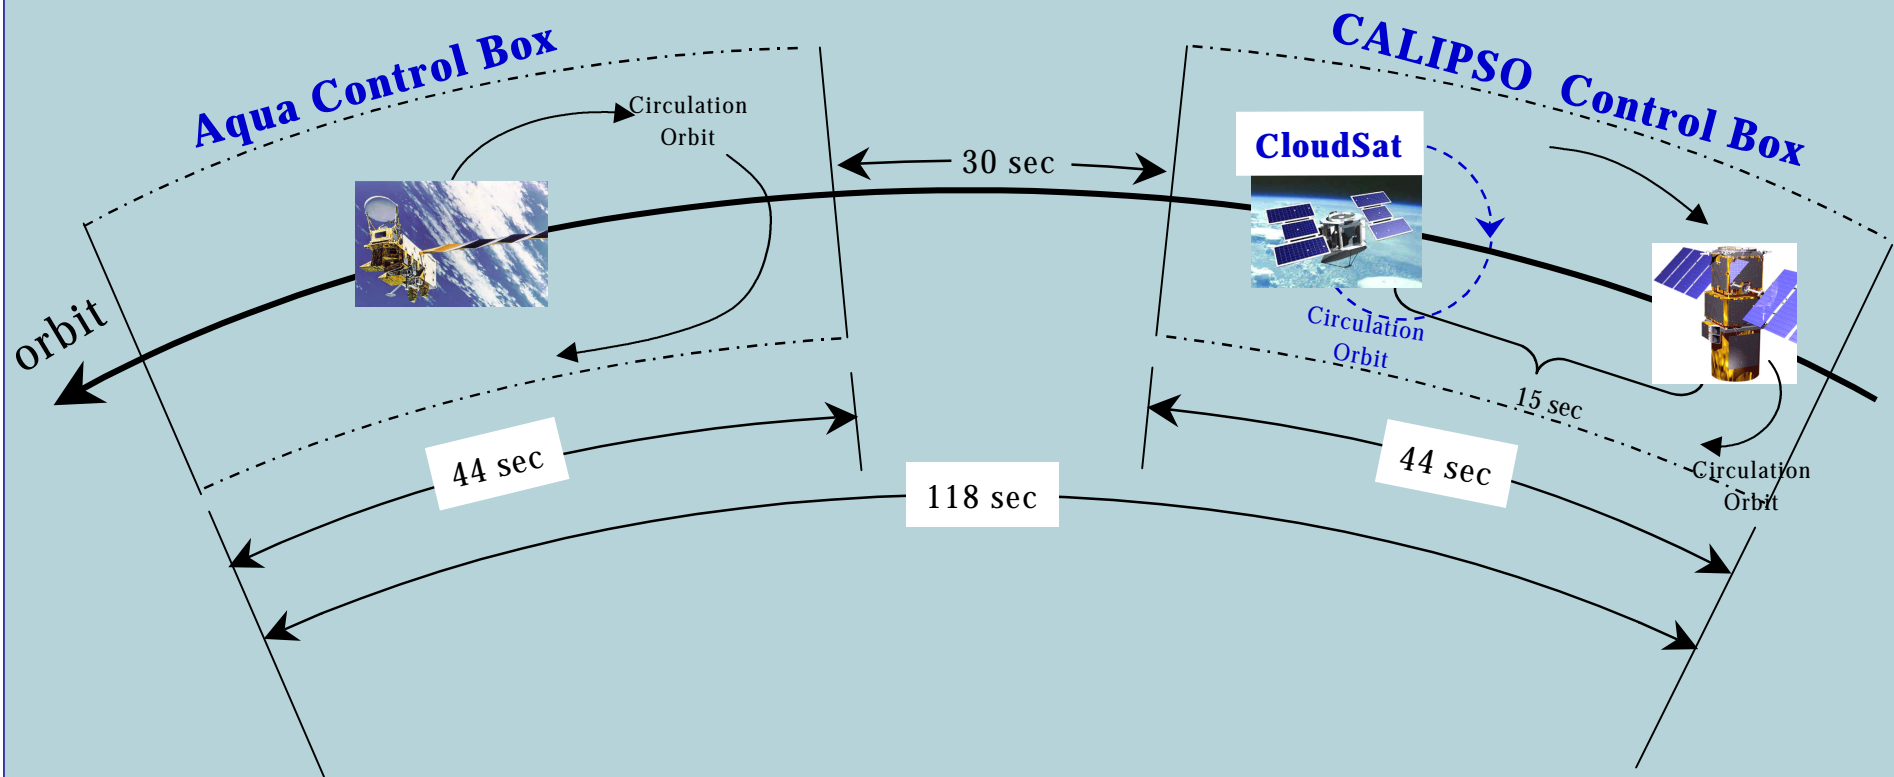 Aqua Control Box
CALIPSO Control Box
Circulation
Orbit
30 sec
CloudSat
orbit
Circulation
Orbit
15 sec
44 sec
44 sec
Circulation
Orbit
118 sec